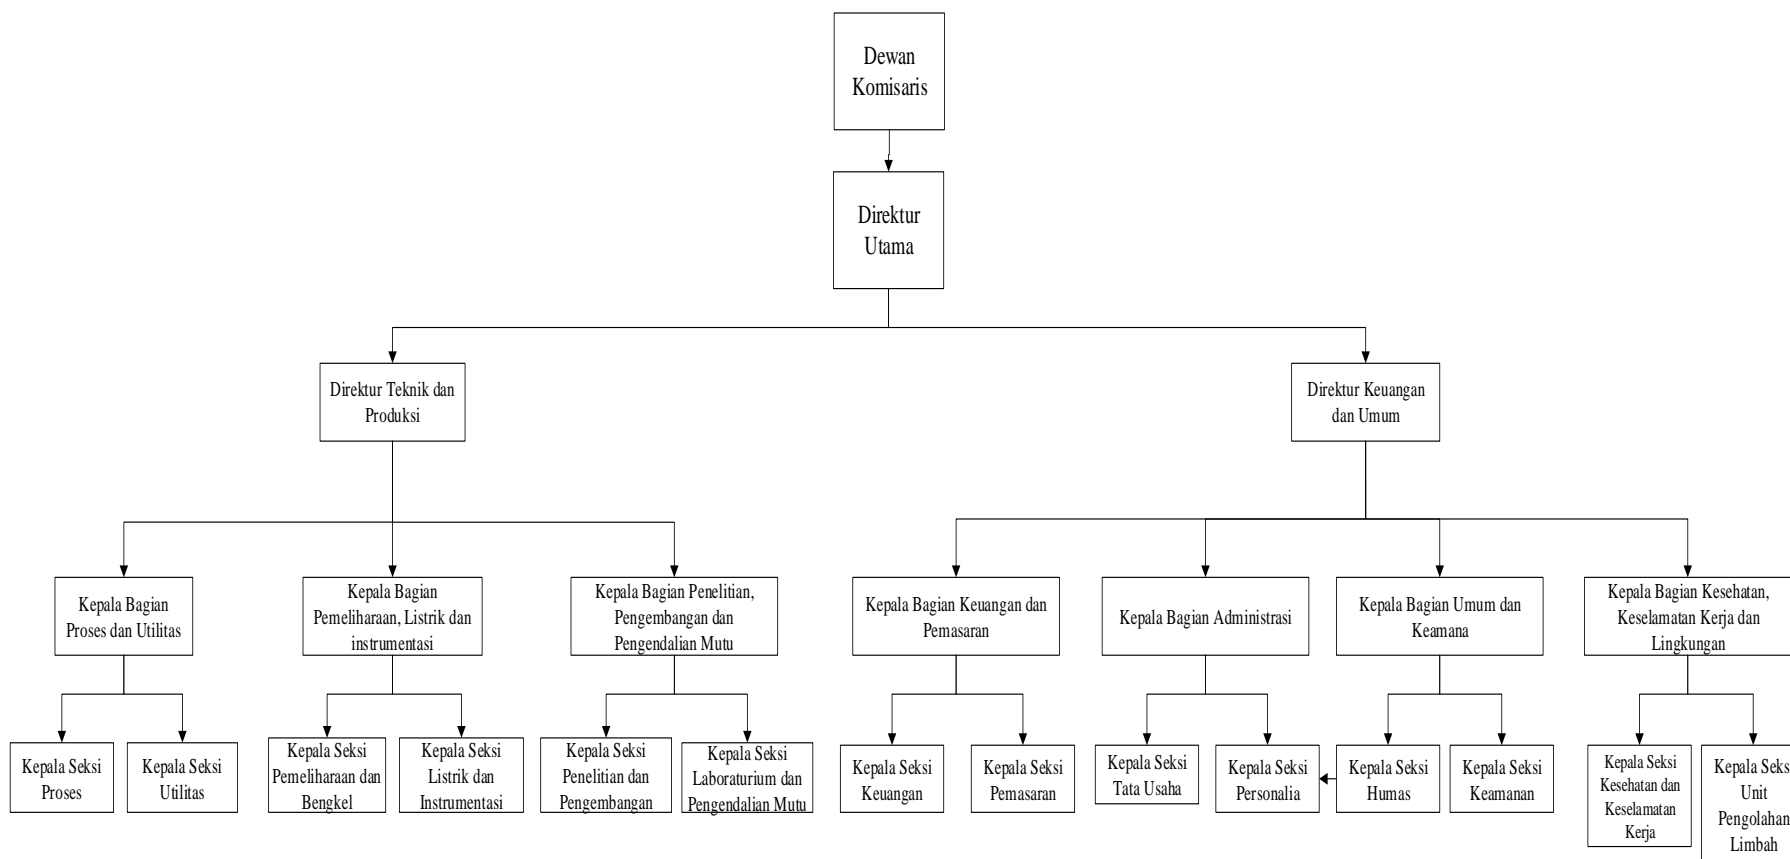 Dewan
Komisaris
Direktur
Utama
Direktur Teknik dan
Produksi
Direktur Keuangan
dan Umum
Kepala Bagian
Proses dan Utilitas
Kepala Bagian
Pemeliharaan, Listrik dan
instrumentasi
Kepala Bagian Penelitian,
Pengembangan dan
Pengendalian Mutu
Kepala Bagian Keuangan dan
Pemasaran
Kepala Bagian Administrasi
Kepala Bagian Umum dan
Keamana
Kepala Bagian Kesehatan,
Keselamatan Kerja dan
Lingkungan
Kepala Seksi
Proses
Kepala Seksi
Utilitas
Kepala Seksi
Pemeliharaan dan
Bengkel
Kepala Seksi
Listrik dan
Instrumentasi
Kepala Seksi
Penelitian dan
Pengembangan
Kepala Seksi
Laboraturium dan
Pengendalian Mutu
Kepala Seksi
Keuangan
Kepala Seksi
Pemasaran
Kepala Seksi
Tata Usaha
Kepala Seksi
Personalia
Kepala Seksi
Humas
Kepala Seksi
Keamanan
Kepala Seksi
Kesehatan dan
Keselamatan
Kerja
Kepala Seksi
Unit
Pengolahan
Limbah